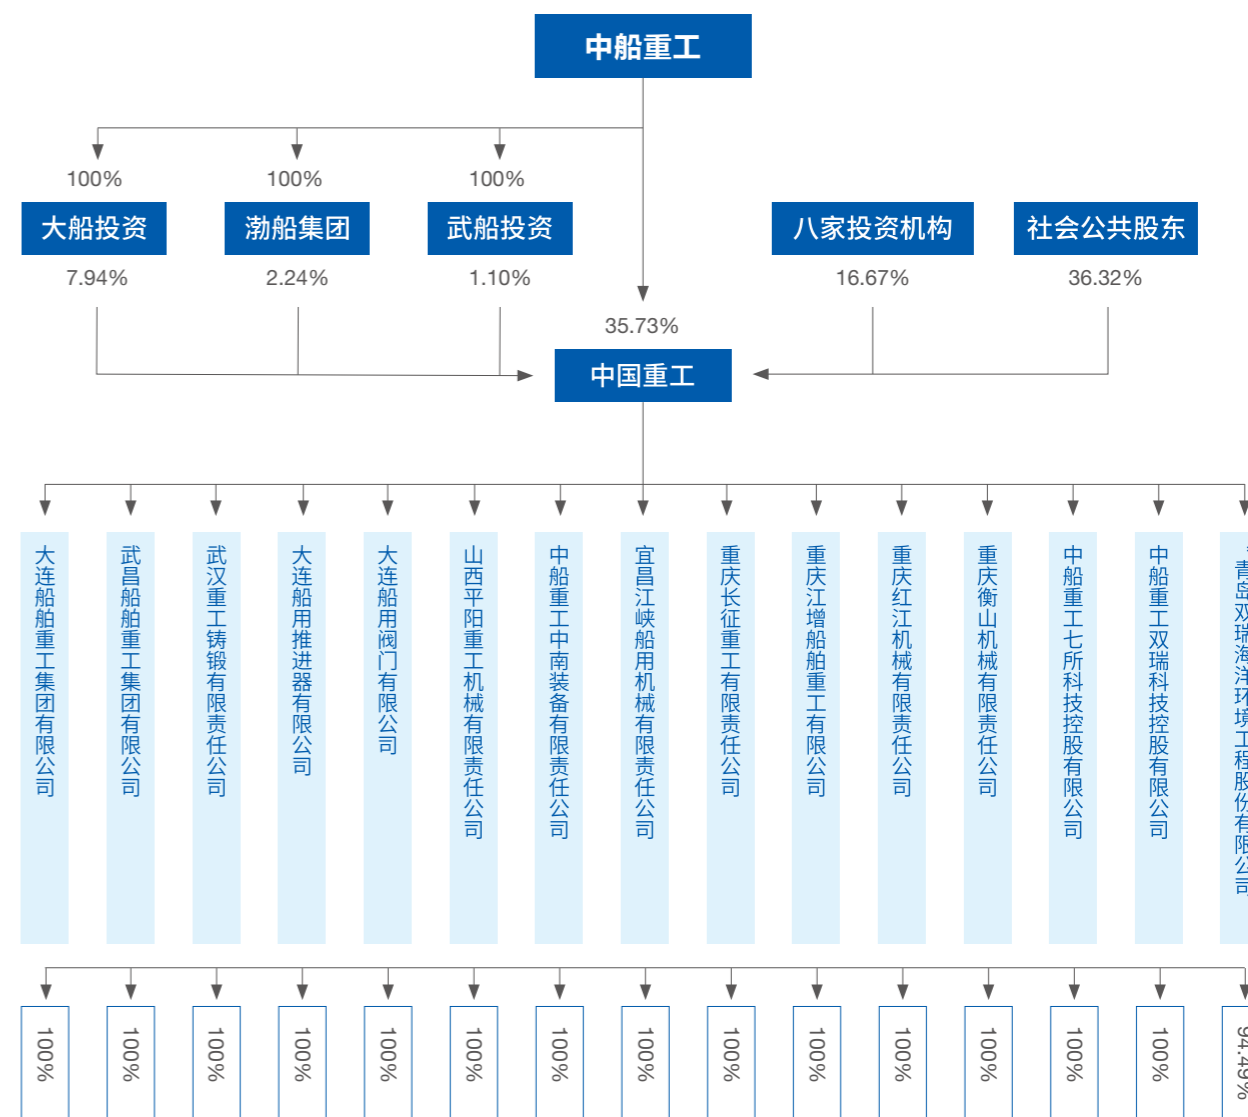 中船重工
100%
100%
100%
大船投资
渤船集团
武船投资
八家投资机构
社会公共股东
7.94%
2.24%
1.10%
16.67%
36.32%
35.73%
中国重工
大连船舶重工集团有限公司
武昌船舶重工集团有限公司
武汉重工铸锻有限责任公司
大连船用推进器有限公司
大连船用阀门有限公司
山西平阳重工机械有限责任公司
中船重工中南装备有限责任公司
宜昌江峡船用机械有限责任公司
重庆长征重工有限责任公司
重庆江增船舶重工有限公司
重庆红江机械有限责任公司
重庆衡山机械有限责任公司
中船重工七所科技控股有限公司
中船重工双瑞科技控股有限公司
青岛双瑞海洋环境工程股份有限公司
100%
100%
100%
100%
100%
100%
100%
100%
100%
100%
100%
100%
100%
100%
94.49%